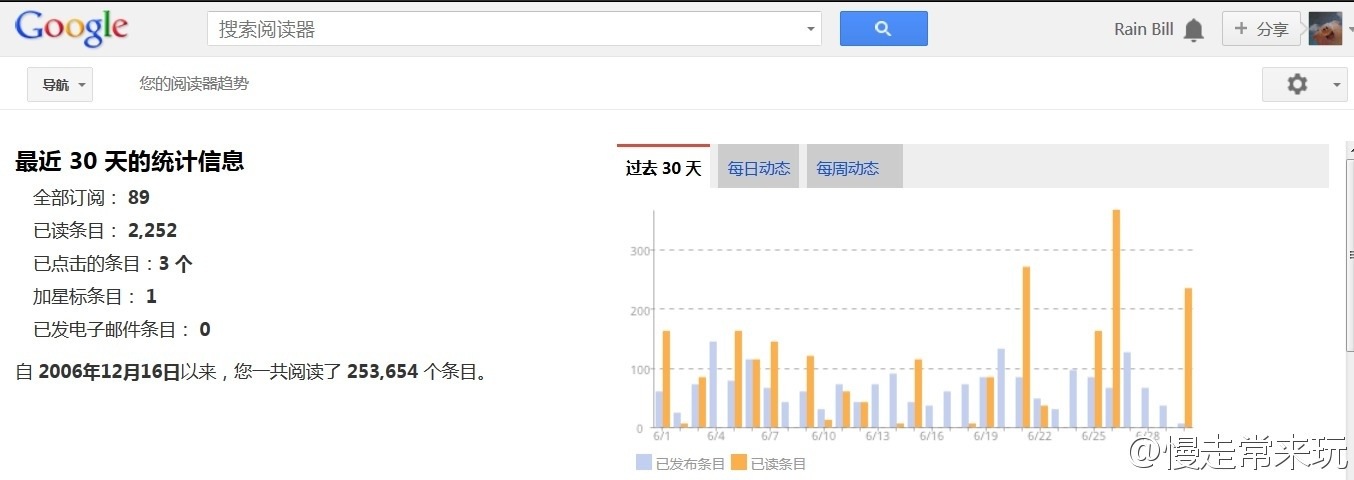 Google
搜索阅读器
Rain Bill
+ 分享
导航
您的阅读器趋势
最近 30 天的统计信息
全部订阅： 89
已读条目： 2,252
已点击的条目：3 个
加星标条目： 1
已发电子邮件条目： 0
自 2006年12月16日以来，您一共阅读了 253,654 个条目。
过去 30 天
每日动态
每周动态
300
200
100
0
6/1 6/4 6/7 6/10 6/13 6/16 6/19 6/22 6/25 6/28
已发布条目 已读条目
@慢走常来玩